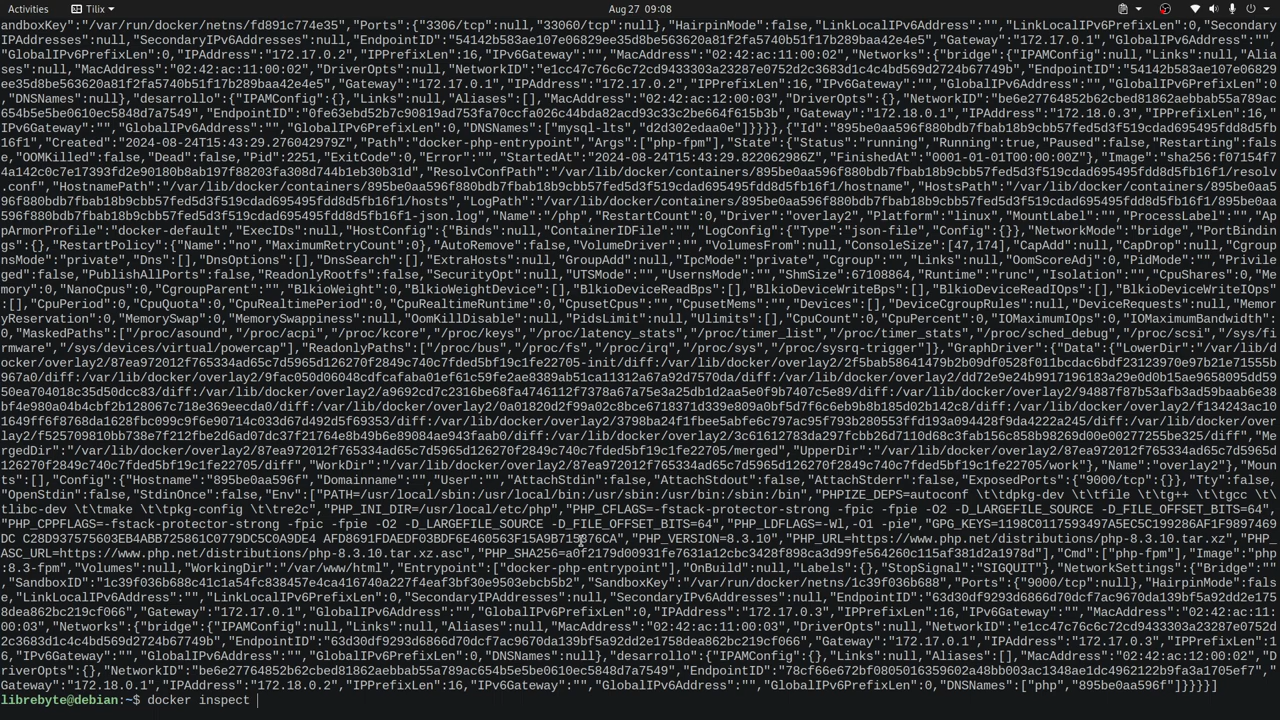 Activities Tilix Aug 27 09:08
andboxKey":"/var/run/docker/netns/fd891c774e35","Ports":{"3306/tcp":null,"33060/tcp":null},"HairpinMode":false,"LinkLocalIPv6Address":"","LinkLocalIPv6PrefixLen":0,"Secondary
IPAddresses":null,"SecondaryIPv6Addresses":null,"EndpointID":"54142b583ae107e06829ee35d8be563620a81f2fa5740b51f17b289baa42e4e5","Gateway":"172.17.0.1","GlobalIPv6Address":"",
"GlobalIPv6PrefixLen":0,"IPAddress":"172.17.0.2","IPPrefixLen":16,"IPv6Gateway":"","MacAddress":"02:42:ac:11:00:02","Networks":{"bridge":{"IPAMConfig":null,"Links":null,"Alia
ses":null,"MacAddress":"02:42:ac:11:00:02","DriverOpts":null,"NetworkID":"e1cc47c76c6c72cd9433303a23287e0752d2c3683d1c4c4bd569d2724b67749b","EndpointID":"54142b583ae107e06829
ee35d8be563620a81f2fa5740b51f17b289baa42e4e5","Gateway":"172.17.0.1","IPAddress":"172.17.0.2","IPPrefixLen":16,"IPv6Gateway":"","GlobalIPv6Address":"","GlobalIPv6PrefixLen":0
,"DNSNames":null},"desarrollo":{"IPAMConfig":{},"Links":null,"Aliases":[],"MacAddress":"02:42:ac:12:00:03","DriverOpts":{},"NetworkID":"be6e27764852b62cbed81862aebbab55a789ac
654b5e5be0610ec5848d7a7549","EndpointID":"0fe63ebd52b7c90819ad753fa70ccfa026c44bda82acd93c33c2be664f615b3b","Gateway":"172.18.0.1","IPAddress":"172.18.0.3","IPPrefixLen":16,"
IPv6Gateway":"","GlobalIPv6Address":"","GlobalIPv6PrefixLen":0,"DNSNames":["mysql-lts","d2d302edaa0e"]}}}},{"Id":"895be0aa596f880bdb7fbab18b9cbb57fed5d3f519cdad695495fdd8d5fb
16f1","Created":"2024-08-24T15:43:29.276042979Z","Path":"docker-php-entrypoint","Args":["php-fpm"],"State":{"Status":"running","Running":true,"Paused":false,"Restarting":fals
e,"OOMKilled":false,"Dead":false,"Pid":2251,"ExitCode":0,"Error":"","StartedAt":"2024-08-24T15:43:29.822062986Z","FinishedAt":"0001-01-01T00:00:00Z"},"Image":"sha256:f07154f7
4a142c0c7e17393fd2e90180b8ab197f88203fa308d744b1eb30b31d","ResolvConfPath":"/var/lib/docker/containers/895be0aa596f880bdb7fbab18b9cbb57fed5d3f519cdad695495fdd8d5fb16f1/resolv
.conf","HostnamePath":"/var/lib/docker/containers/895be0aa596f880bdb7fbab18b9cbb57fed5d3f519cdad695495fdd8d5fb16f1/hostname","HostsPath":"/var/lib/docker/containers/895be0aa5
96f880bdb7fbab18b9cbb57fed5d3f519cdad695495fdd8d5fb16f1/hosts","LogPath":"/var/lib/docker/containers/895be0aa596f880bdb7fbab18b9cbb57fed5d3f519cdad695495fdd8d5fb16f1/895be0aa
596f880bdb7fbab18b9cbb57fed5d3f519cdad695495fdd8d5fb16f1-json.log","Name":"/php","RestartCount":0,"Driver":"overlay2","Platform":"linux","MountLabel":"","ProcessLabel":"","Ap
pArmorProfile":"docker-default","ExecIDs":null,"HostConfig":{"Binds":null,"ContainerIDFile":"","LogConfig":{"Type":"json-file","Config":{}},"NetworkMode":"bridge","PortBindin
gs":{},"RestartPolicy":{"Name":"no","MaximumRetryCount":0},"AutoRemove":false,"VolumeDriver":"","VolumesFrom":null,"ConsoleSize":[47,174],"CapAdd":null,"CapDrop":null,"Cgroup
nsMode":"private","Dns":[],"DnsOptions":[],"DnsSearch":[],"ExtraHosts":null,"GroupAdd":null,"IpcMode":"private","Cgroup":"","Links":null,"OomScoreAdj":0,"PidMode":"","Privile
ged":false,"PublishAllPorts":false,"ReadonlyRootfs":false,"SecurityOpt":null,"UTSMode":"","UsernsMode":"","ShmSize":67108864,"Runtime":"runc","Isolation":"","CpuShares":0,"Me
mory":0,"NanoCpus":0,"CgroupParent":"","BlkioWeight":0,"BlkioWeightDevice":[],"BlkioDeviceReadBps":[],"BlkioDeviceWriteBps":[],"BlkioDeviceReadIOps":[],"BlkioDeviceWriteIOps"
:[],"CpuPeriod":0,"CpuQuota":0,"CpuRealtimePeriod":0,"CpuRealtimeRuntime":0,"CpusetCpus":"","CpusetMems":"","Devices":[],"DeviceCgroupRules":null,"DeviceRequests":null,"Memor
yReservation":0,"MemorySwap":0,"MemorySwappiness":null,"OomKillDisable":null,"PidsLimit":null,"Ulimits":[],"CpuCount":0,"CpuPercent":0,"IOMaximumIOps":0,"IOMaximumBandwidth":
0,"MaskedPaths":["/proc/asound","/proc/acpi","/proc/kcore","/proc/keys","/proc/latency_stats","/proc/timer_list","/proc/timer_stats","/proc/sched_debug","/proc/scsi","/sys/fi
rmware","/sys/devices/virtual/powercap"],"ReadonlyPaths":["/proc/bus","/proc/fs","/proc/irq","/proc/sys","/proc/sysrq-trigger"]},"GraphDriver":{"Data":{"LowerDir":"/var/lib/d
ocker/overlay2/87ea972012f765334ad65c7d5965d126270f2849c740c7fded5bf19c1fe22705-init/diff:/var/lib/docker/overlay2/2f5bab58641479b2b09df0528f011bcdac6bdf23123970e97b21e71555b
967a0/diff:/var/lib/docker/overlay2/9fac050d06048cdfcafaba01ef61c59fe2ae8389ab51ca11312a67a92d7570da/diff:/var/lib/docker/overlay2/dd72e9e24b9917196183a29e0d0b15ae9658095dd59
50ea704018c35d50dcc83/diff:/var/lib/docker/overlay2/a9692cd7c2316be68fa4746112f7378a67a75e3a25db1d2aa5e0f9b7407c5e89/diff:/var/lib/docker/overlay2/94887f87b53afb3ad59baab6e38
bf4e980a04b4cbf2b128067c718e369eecda0/diff:/var/lib/docker/overlay2/0a01820d2f99a02c8bce6718371d339e809a0bf5d7f6c6eb9b8b185d02b142c8/diff:/var/lib/docker/overlay2/f134243ac10
1649ff6f8768da1628fbc099c9f6e90714c033d67d492d5f69353/diff:/var/lib/docker/overlay2/3798ba24f1fbee5abfe6c797ac95f793b280553ffd193a094428f9da4222a245/diff:/var/lib/docker/over
lay2/f525709810bb738e7f212fbe2d6ad07dc37f21764e8b49b6e89084ae943faab0/diff:/var/lib/docker/overlay2/3c61612783da297fcbb26d7110d68c3fab156c858b98269d00e00277255be325/diff","Me
rgedDir":"/var/lib/docker/overlay2/87ea972012f765334ad65c7d5965d126270f2849c740c7fded5bf19c1fe22705/merged","UpperDir":"/var/lib/docker/overlay2/87ea972012f765334ad65c7d5965d
126270f2849c740c7fded5bf19c1fe22705/diff","WorkDir":"/var/lib/docker/overlay2/87ea972012f765334ad65c7d5965d126270f2849c740c7fded5bf19c1fe22705/work"},"Name":"overlay2"},"Moun
ts":[],"Config":{"Hostname":"895be0aa596f","Domainname":"","User":"","AttachStdin":false,"AttachStdout":false,"AttachStderr":false,"ExposedPorts":{"9000/tcp":{}},"Tty":false,
"OpenStdin":false,"StdinOnce":false,"Env":["PATH=/usr/local/sbin:/usr/local/bin:/usr/sbin:/usr/bin:/sbin:/bin","PHPIZE_DEPS=autoconf \t\tdpkg-dev \t\tfile \t\tg++ \t\tgcc \t\
tlibc-dev \t\tmake \t\tpkg-config \t\tre2c","PHP_INI_DIR=/usr/local/etc/php","PHP_CFLAGS=-fstack-protector-strong -fpic -fpie -O2 -D_LARGEFILE_SOURCE -D_FILE_OFFSET_BITS=64",
"PHP_CPPFLAGS=-fstack-protector-strong -fpic -fpie -O2 -D_LARGEFILE_SOURCE -D_FILE_OFFSET_BITS=64","PHP_LDFLAGS=-Wl,-O1 -pie","GPG_KEYS=1198C0117593497A5EC5C199286AF1F9897469
DC C28D937575603EB4ABB725861C0779DC5C0A9DE4 AFD8691FDAEDF03BDF6E460563F15A9B715376CA","PHP_VERSION=8.3.10","PHP_URL=https://www.php.net/distributions/php-8.3.10.tar.xz","PHP_
ASC_URL=https://www.php.net/distributions/php-8.3.10.tar.xz.asc","PHP_SHA256=a0f2179d00931fe7631a12cbc3428f898ca3d99fe564260c115af381d2a1978d"],"Cmd":["php-fpm"],"Image":"php
:8.3-fpm","Volumes":null,"WorkingDir":"/var/www/html","Entrypoint":["docker-php-entrypoint"],"OnBuild":null,"Labels":{},"StopSignal":"SIGQUIT"},"NetworkSettings":{"Bridge":""
,"SandboxID":"1c39f036b688c41c1a54fc838457e4ca416740a227f4eaf3bf30e9503ebcb5b2","SandboxKey":"/var/run/docker/netns/1c39f036b688","Ports":{"9000/tcp":null},"HairpinMode":fals
e,"LinkLocalIPv6Address":"","LinkLocalIPv6PrefixLen":0,"SecondaryIPAddresses":null,"SecondaryIPv6Addresses":null,"EndpointID":"63d30df9293d6866d70dcf7ac9670da139bf5a92dd2e175
8dea862bc219cf066","Gateway":"172.17.0.1","GlobalIPv6Address":"","GlobalIPv6PrefixLen":0,"IPAddress":"172.17.0.3","IPPrefixLen":16,"IPv6Gateway":"","MacAddress":"02:42:ac:11:
00:03","Networks":{"bridge":{"IPAMConfig":null,"Links":null,"Aliases":null,"MacAddress":"02:42:ac:11:00:03","DriverOpts":null,"NetworkID":"e1cc47c76c6c72cd9433303a23287e0752d
2c3683d1c4c4bd569d2724b67749b","EndpointID":"63d30df9293d6866d70dcf7ac9670da139bf5a92dd2e1758dea862bc219cf066","Gateway":"172.17.0.1","IPAddress":"172.17.0.3","IPPrefixLen":1
6,"IPv6Gateway":"","GlobalIPv6Address":"","GlobalIPv6PrefixLen":0,"DNSNames":null},"desarrollo":{"IPAMConfig":{},"Links":null,"Aliases":[],"MacAddress":"02:42:ac:12:00:02","D
riverOpts":{},"NetworkID":"be6e27764852b62cbed81862aebbab55a789ac654b5e5be0610ec5848d7a7549","EndpointID":"78cf66e672bf0805016359602a48bb003ac1348ae1dc4962122b9fa3a1705ef7","
Gateway":"172.18.0.1","IPAddress":"172.18.0.2","IPPrefixLen":16,"IPv6Gateway":"","GlobalIPv6Address":"","GlobalIPv6PrefixLen":0,"DNSNames":["php","895be0aa596f"]}}}}]
librebyte@debian:~$ docker inspect